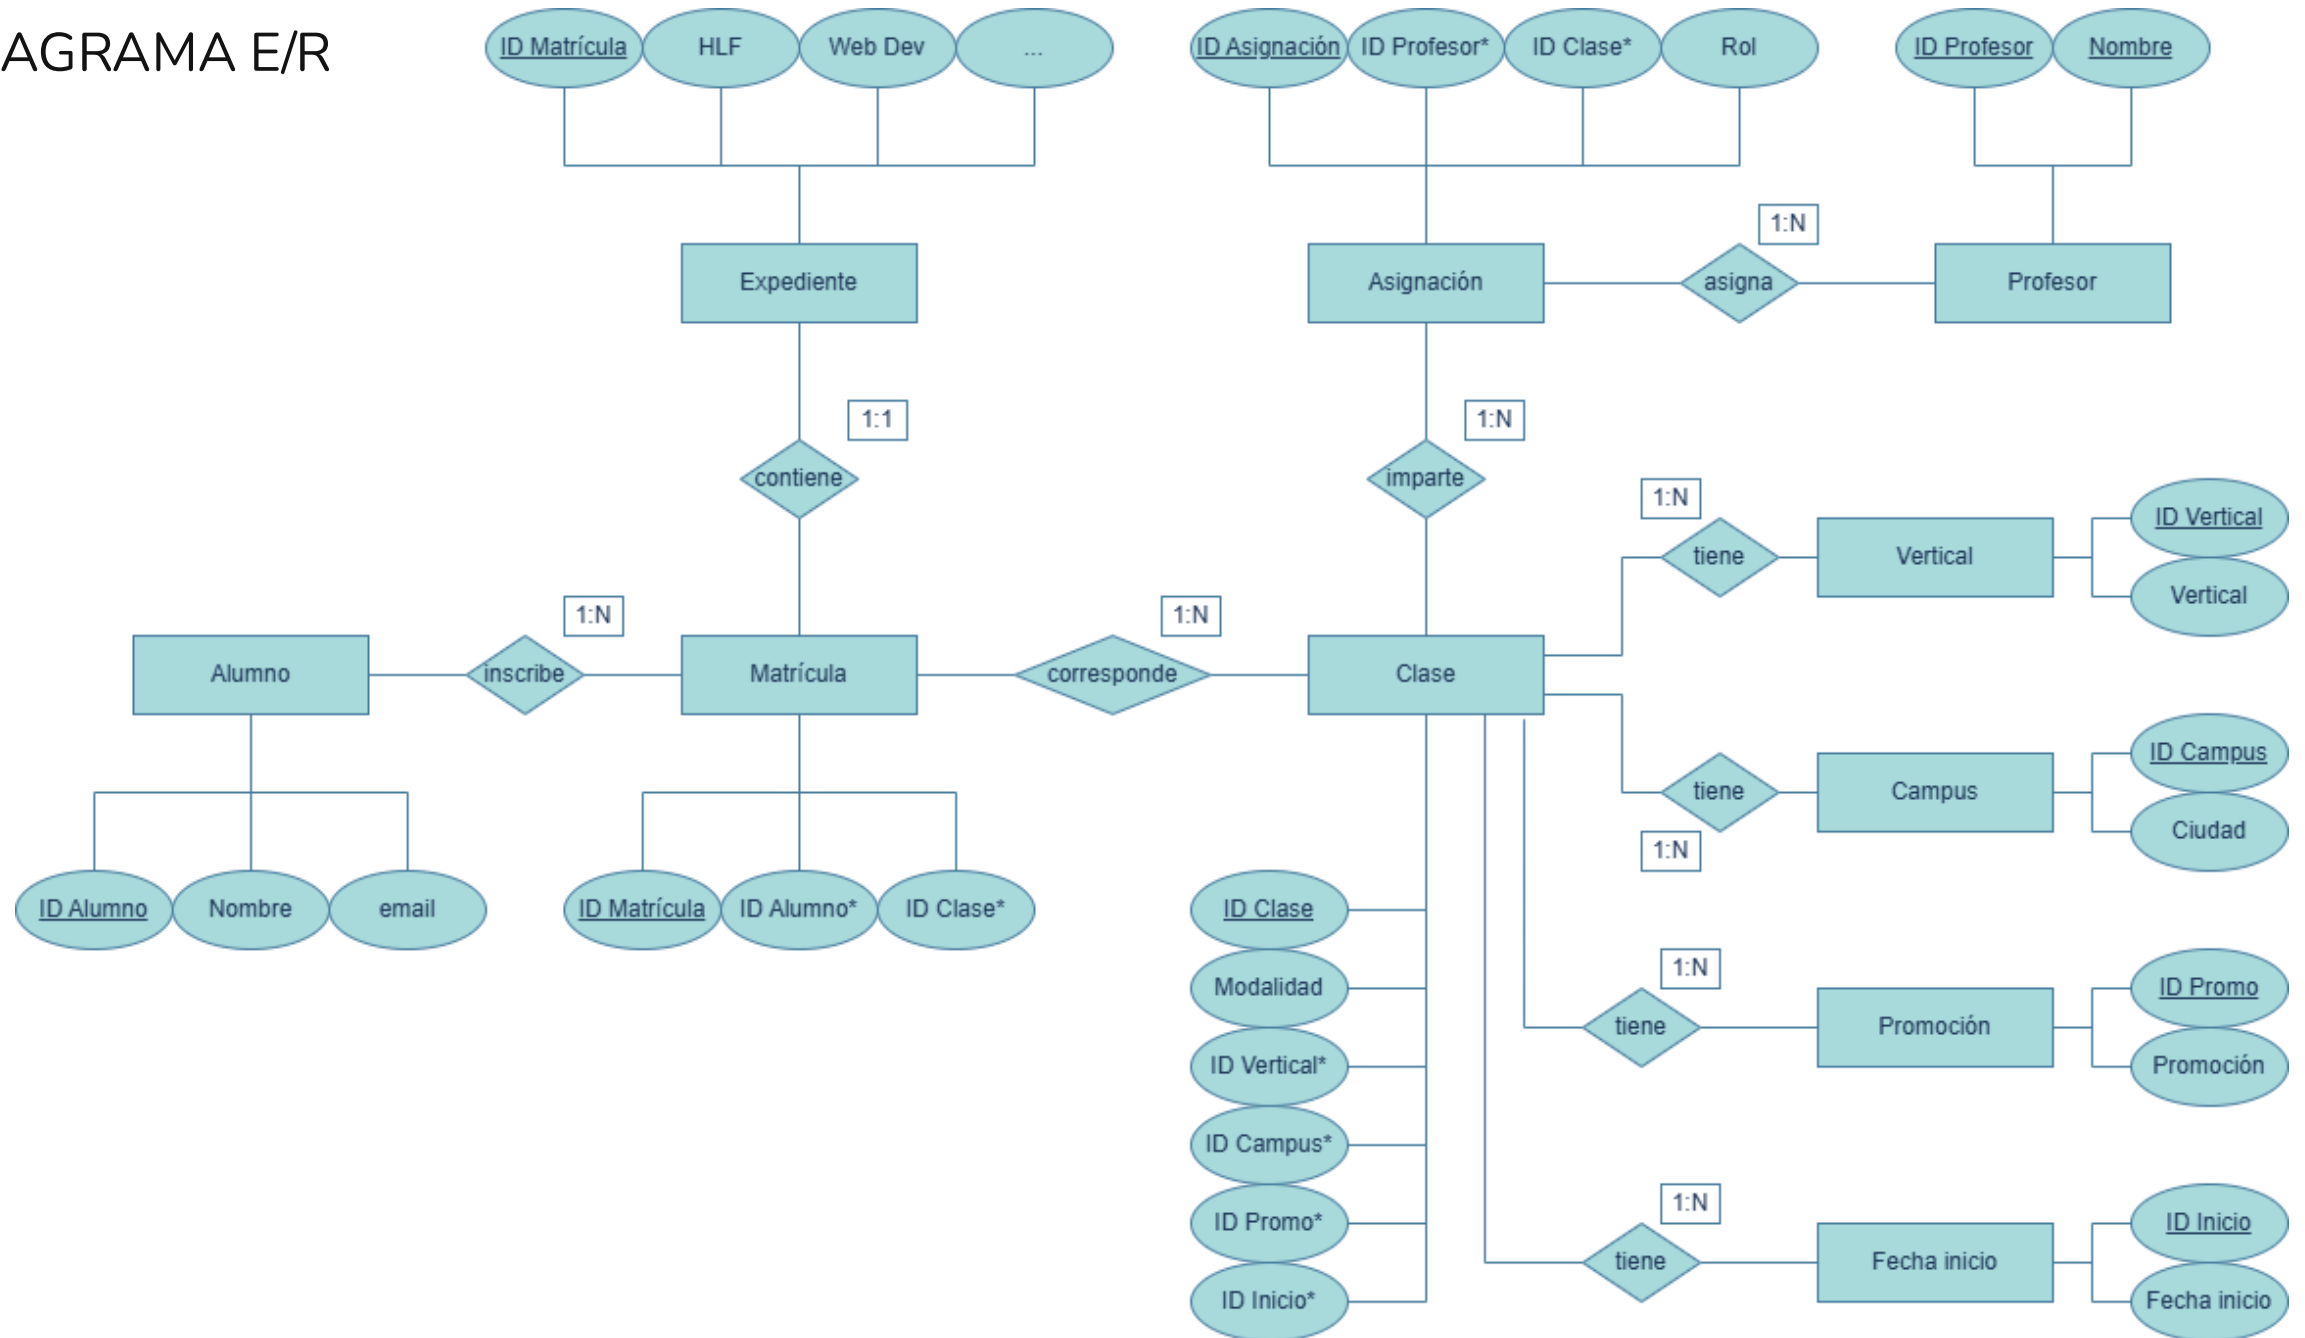 AGRAMA E/R
ID Matrícula
HLF
Web Dev
...
ID Asignación
ID Profesor*
ID Clase*
Rol
ID Profesor
Nombre
1:N
Expediente
Asignación
asigna
Profesor
1:1
1:N
contiene
imparte
1:N
ID Vertical
tiene
Vertical
Vertical
1:N
1:N
Alumno
inscribe
Matrícula
corresponde
Clase
ID Campus
tiene
Campus
Ciudad
1:N
ID Alumno
Nombre
email
ID Matrícula
ID Alumno*
ID Clase*
ID Clase
Modalidad
ID Vertical*
ID Campus*
ID Promo*
ID Inicio*
1:N
ID Promo
tiene
Promoción
Promoción
1:N
ID Inicio
tiene
Fecha inicio
Fecha inicio